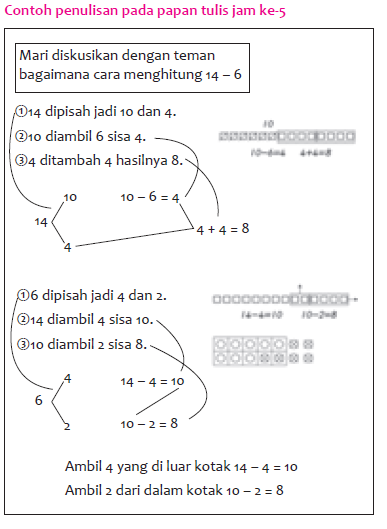 Contoh penulisan pada papan tulis jam ke-5
Mari diskusikan dengan teman
bagaimana cara menghitung 14 – 6
①14 dipisah jadi 10 dan 4.
②10 diambil 6 sisa 4.
③4 ditambah 4 hasilnya 8.
10
10–6=4 4+4=8
10 10 – 6 = 4
14
4 + 4 = 8
4
①6 dipisah jadi 4 dan 2.
②14 diambil 4 sisa 10.
③10 diambil 2 sisa 8.
14–4=10 10–2=8
4 14 – 4 = 10
6
2 10 – 2 = 8
Ambil 4 yang di luar kotak 14 – 4 = 10
Ambil 2 dari dalam kotak 10 – 2 = 8